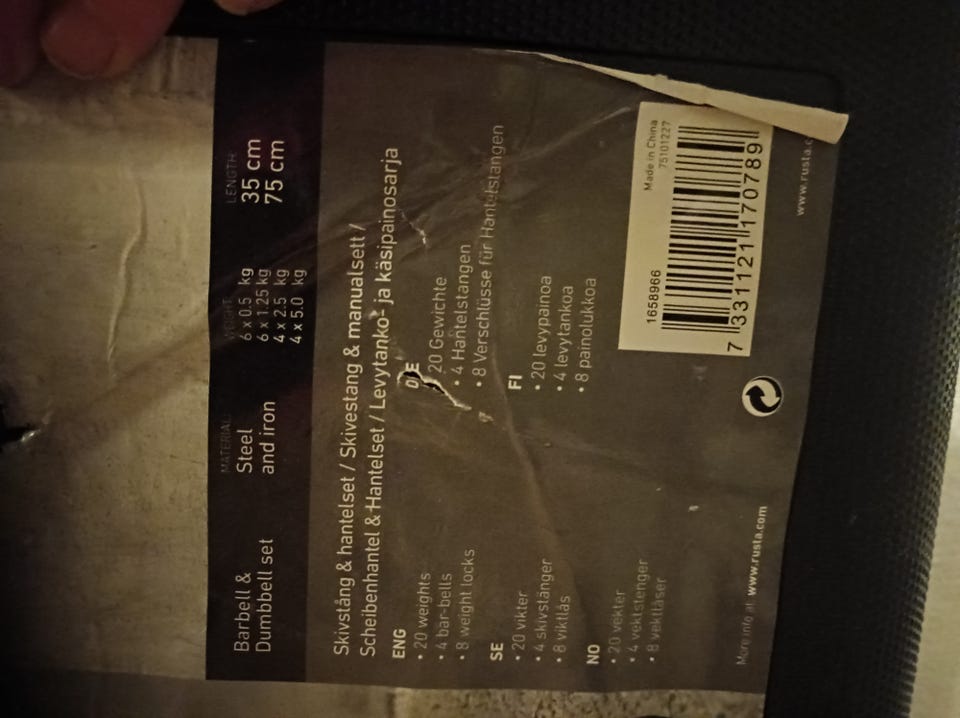 Barbell &
Dumbbell set
MATERIAL:
Steel
and iron
WEIGHT:
6 x 0.5 kg
6 x 1.25 kg
4 x 2.5 kg
4 x 5.0 kg
LENGTH:
35 cm
75 cm
Skivstång & hantelset / Skivestang & manualsett /
Scheibenhantel & Hantelset / Levytanko- ja käsipainosarja
ENG
• 20 weights
• 4 bar-bells
• 8 weight locks
SE
• 20 vikter
• 4 skivstänger
• 8 viktlås
NO
• 20 vekter
• 4 vektstenger
• 8 vektlåser
DE
• 20 Gewichte
• 4 Hantelstangen
• 8 Verschlüsse für Hantelstangen
FI
• 20 levypainoa
• 4 levytankoa
• 8 painolukkoa
More info at: www.rusta.com
1658966
Made in China
75101227
7 331121 170789
www.rusta.c